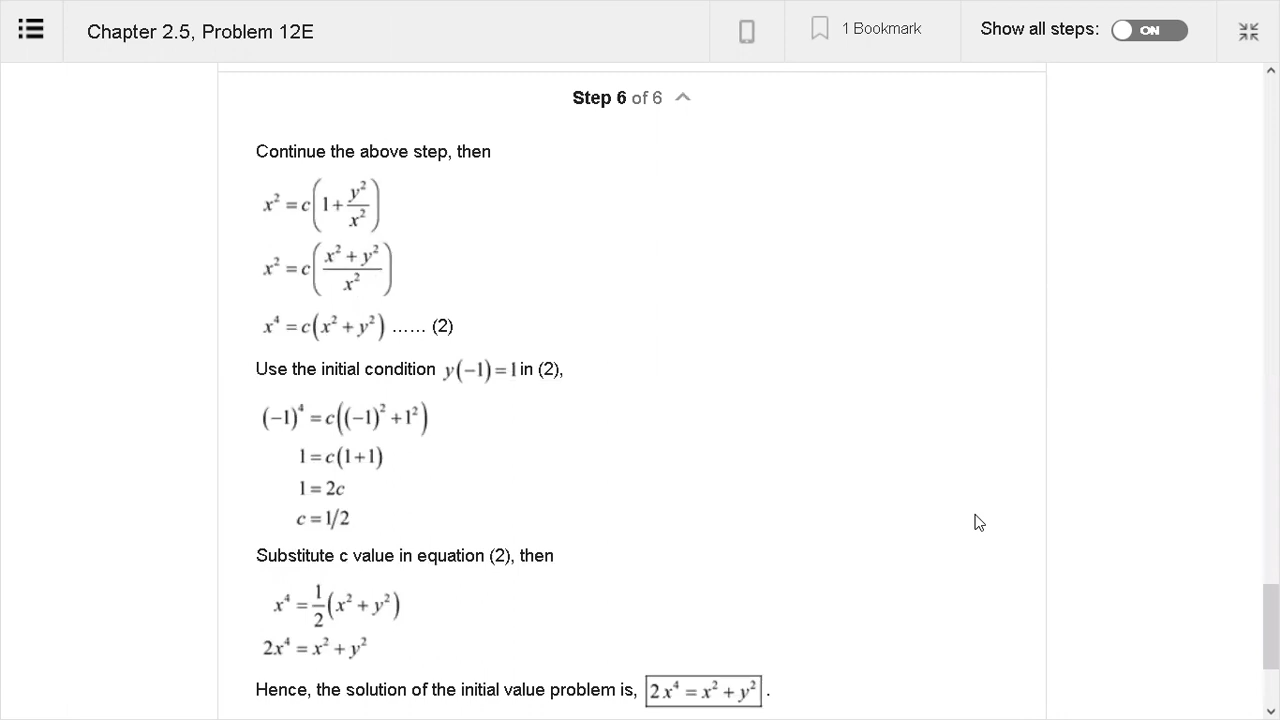 Chapter 2.5, Problem 12E
1 Bookmark
Show all steps: ON
Step 6 of 6
Continue the above step, then
x² = c(1 + y²/x²)
x² = c((x² + y²)/x²)
x⁴ = c(x² + y²) …… (2)
Use the initial condition y(−1) = 1 in (2),
(−1)⁴ = c((−1)² + 1²)
1 = c(1+1)
1 = 2c
c = 1/2
Substitute c value in equation (2), then
x⁴ = 1/2(x² + y²)
2x⁴ = x² + y²
Hence, the solution of the initial value problem is, 2x⁴ = x² + y² .